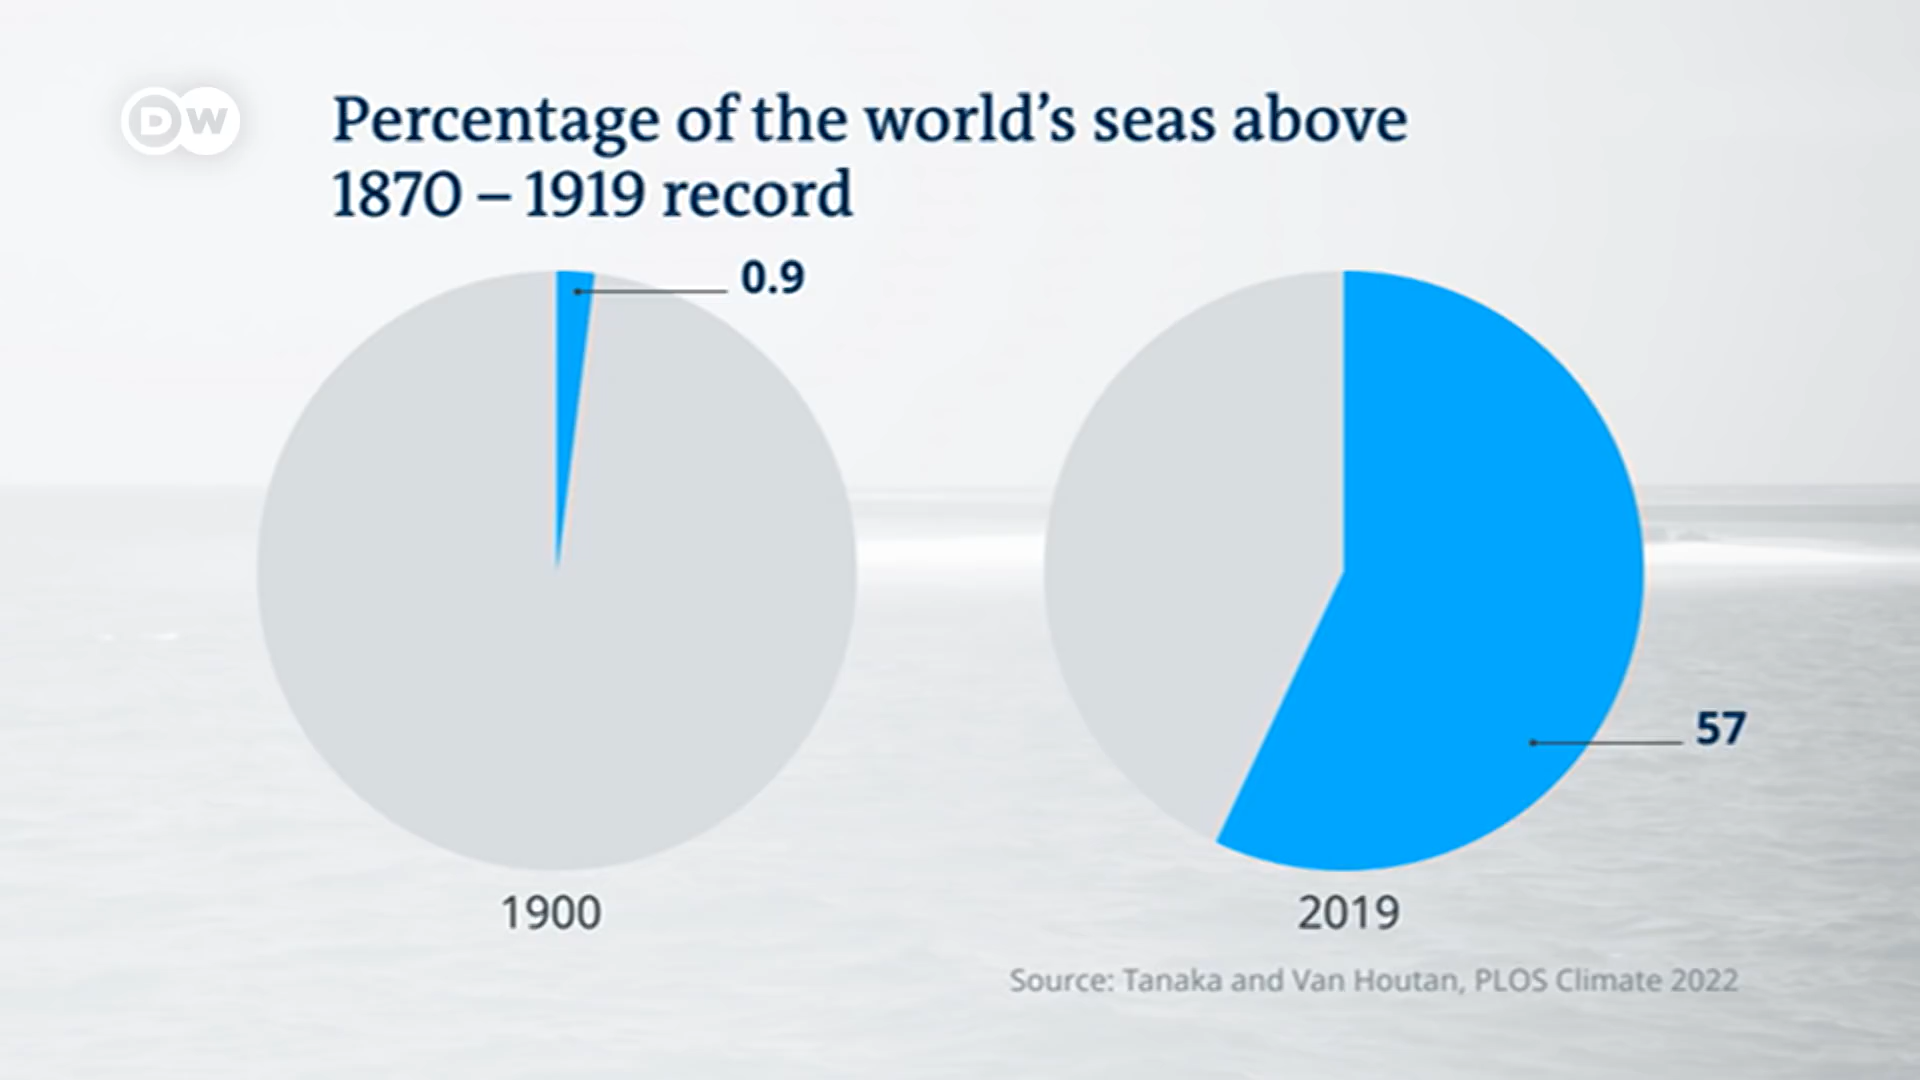 DW
Percentage of the world’s seas above
1870 – 1919 record
0.9
57
1900
2019
Source: Tanaka and Van Houtan, PLOS Climate 2022